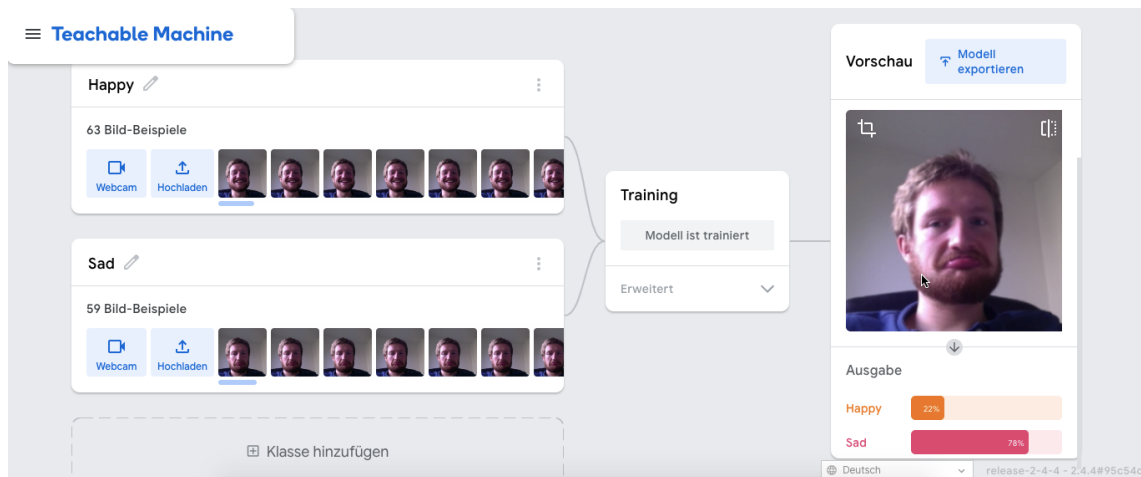 Teachable Machine
Happy
63 Bild-Beispiele
Webcam
Hochladen
Sad
59 Bild-Beispiele
Webcam
Hochladen
Klasse hinzufügen
Training
Modell ist trainiert
Erweitert
Vorschau
Modell
exportieren
Ausgabe
Happy
22%
Sad
78%
Deutsch
release-2-4-4 - 2.4.4#95c54d